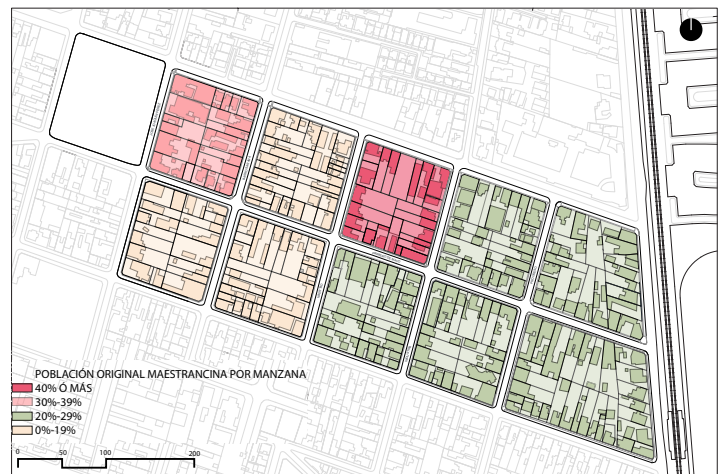 POBLACIÓN ORIGINAL MAESTRANCINA POR MANZANA
40% Ó MÁS
30%-39%
20%-29%
0%-19%
0 50 100 200